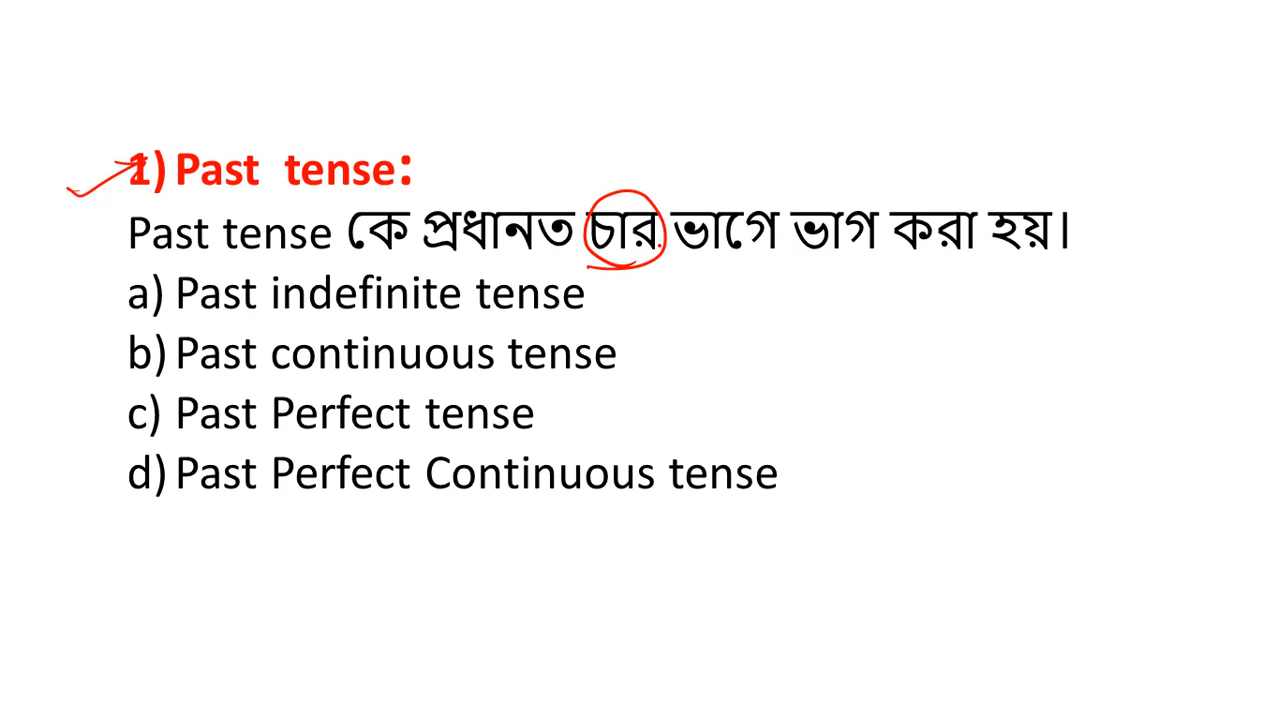 1) Past tense:
Past tense কে প্রধানত চার ভাগে ভাগ করা হয়।
a) Past indefinite tense
b) Past continuous tense
c) Past Perfect tense
d) Past Perfect Continuous tense